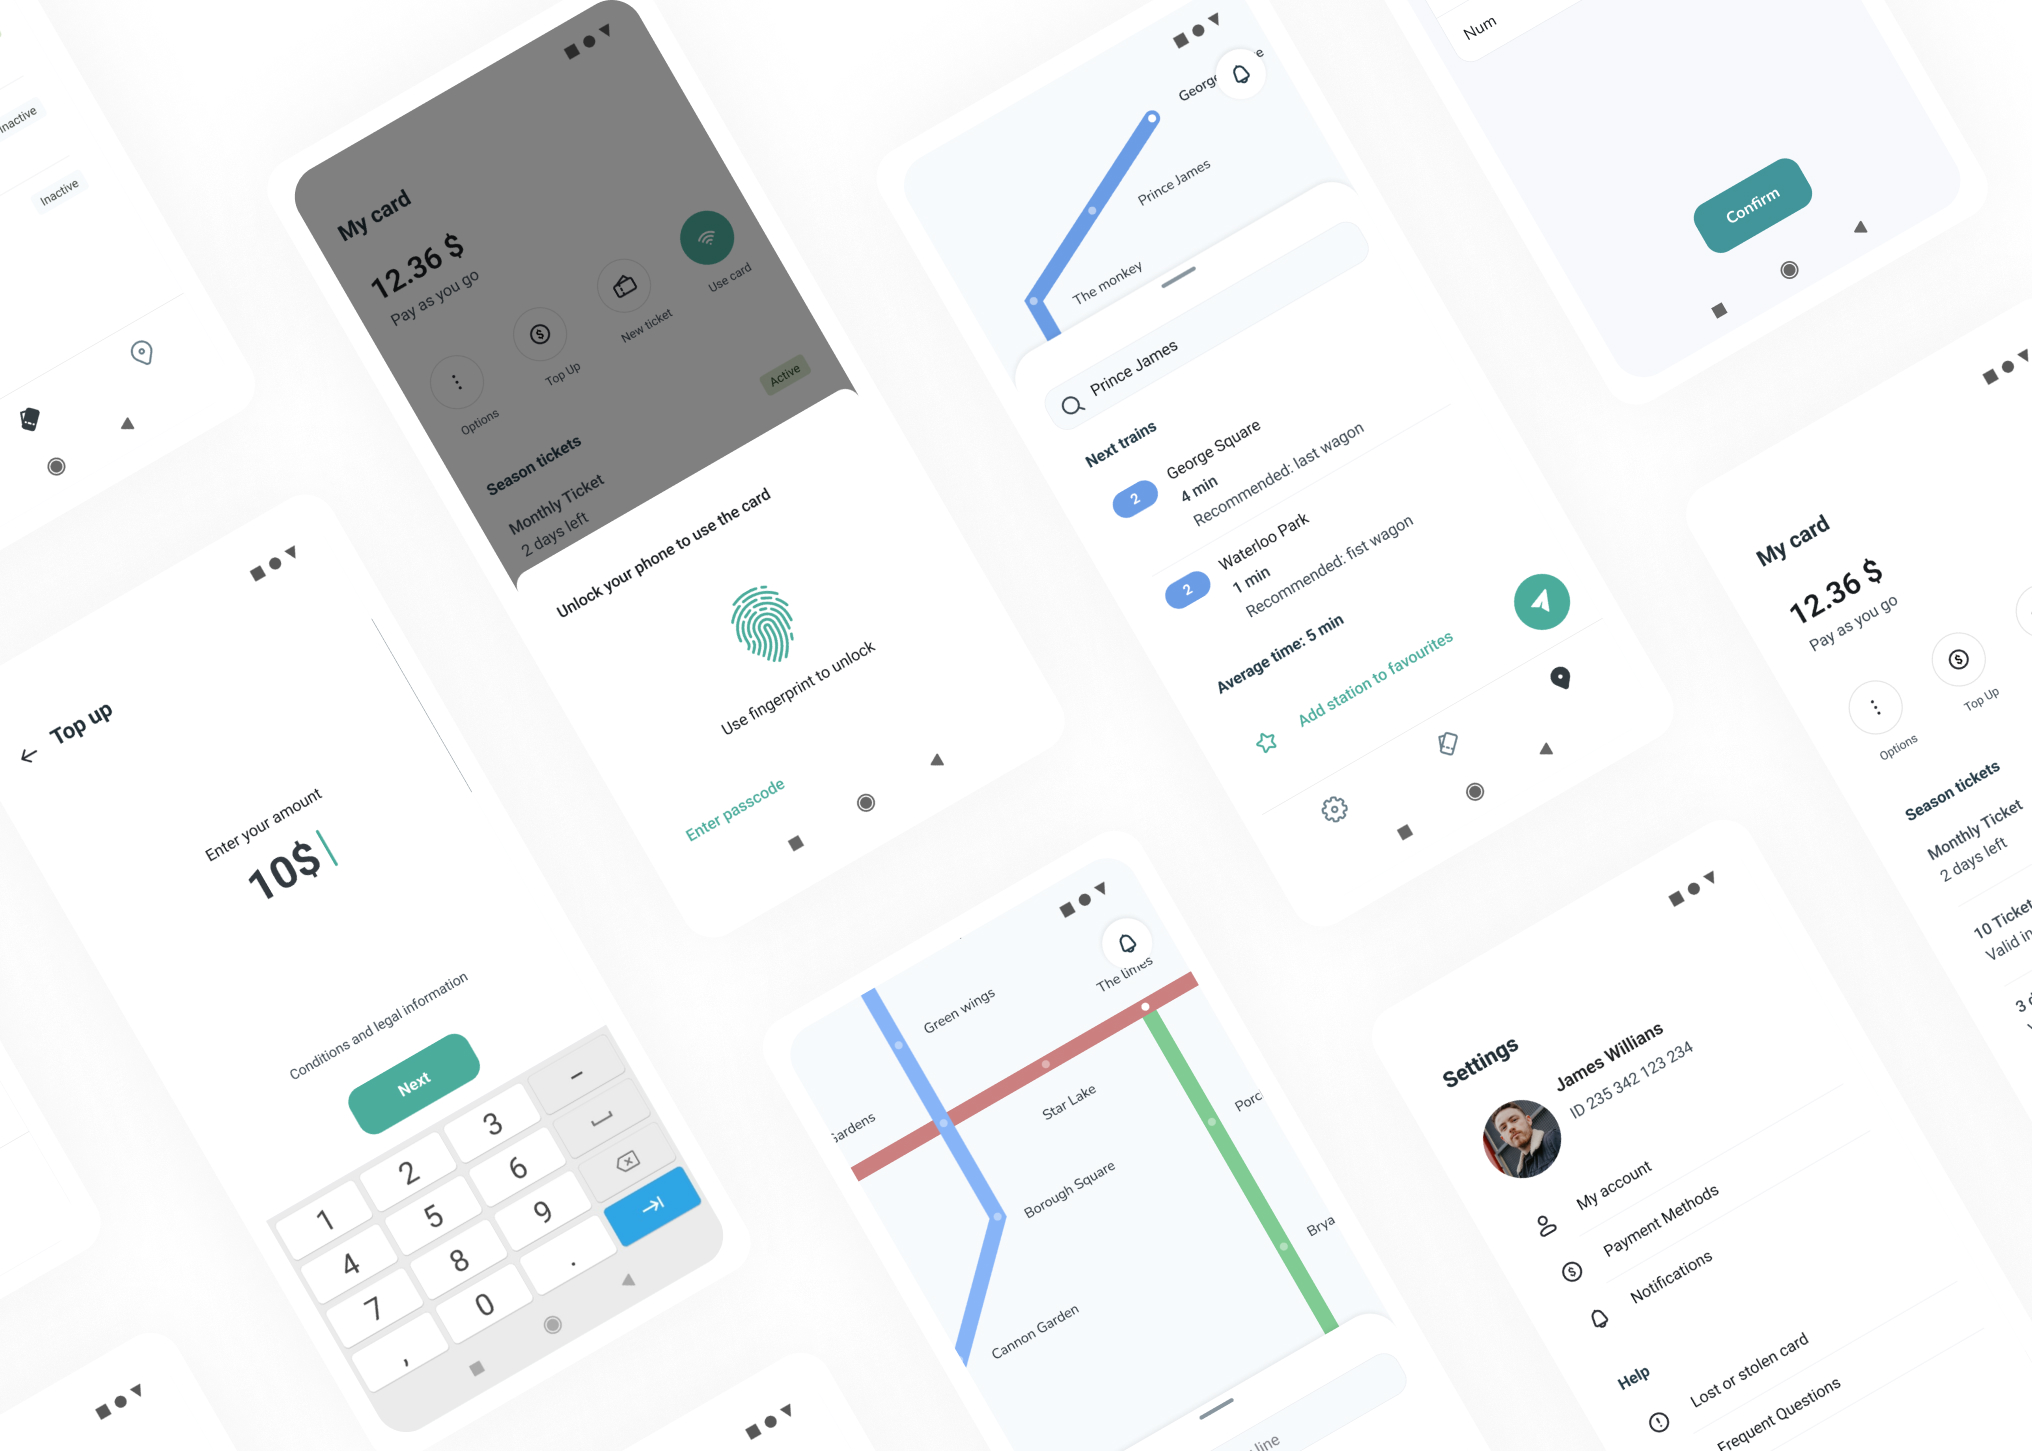 Inactive
Inactive
My card
12.36 $
Pay as you go
Options
Top Up
New ticket
Use card
Active
Season tickets
Monthly Ticket
2 days left
Unlock your phone to use the card
Use fingerprint to unlock
Enter passcode
Prince James
The monkey
Prince James
Next trains
2
George Square
4 min
Recommended: last wagon
2
Waterloo Park
1 min
Recommended: fist wagon
Average time: 5 min
Add station to favourites
Num
Confirm
My card
12.36 $
Pay as you go
Options
Top Up
Season tickets
Monthly Ticket
2 days left
10 Ticket
Valid in
3 d
Top up
Enter your amount
10$
Conditions and legal information
Next
1 2 3 –
4 5 6
7 8 9
, 0 .
Green wings
The lines
Gardens
Star Lake
Porc
Borough Square
Brya
Cannon Garden
line
Settings
James Willians
ID 235 342 123 234
My account
Payment Methods
Notifications
Help
Lost or stolen card
Frequent Questions